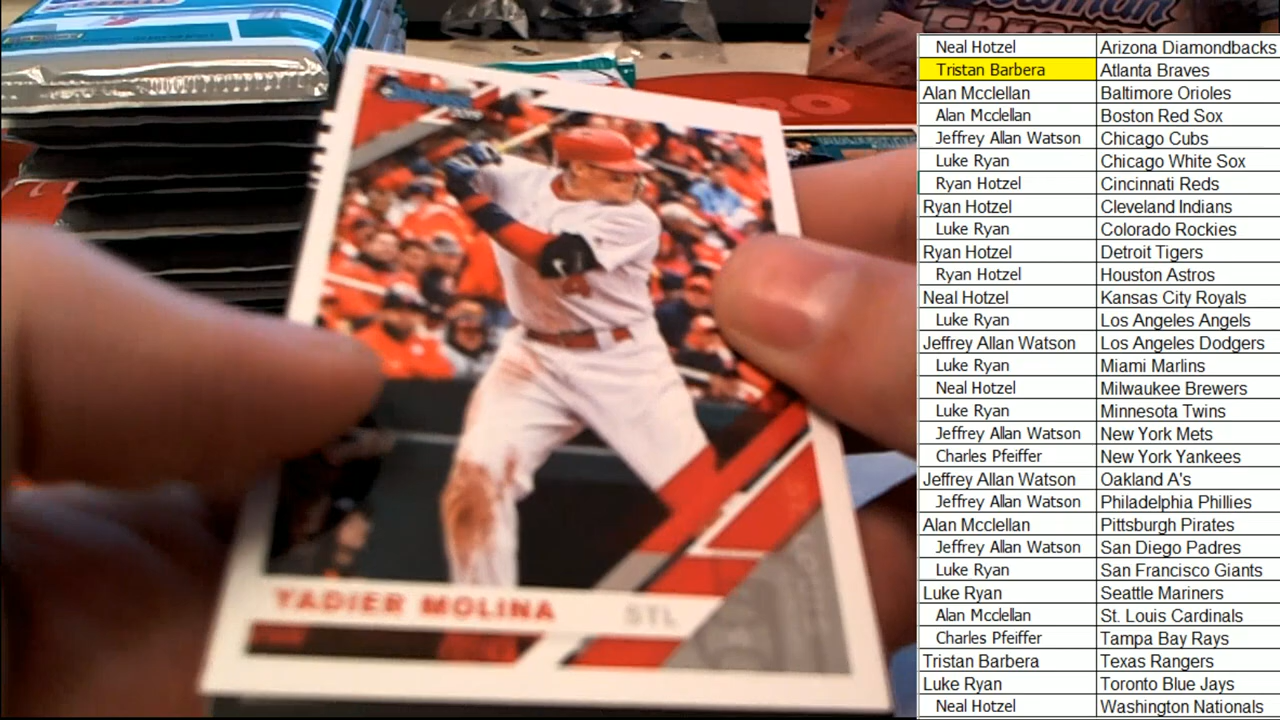 YADIER MOLINA STL
Neal Hotzel Arizona Diamondbacks
Tristan Barbera Atlanta Braves
Alan Mcclellan Baltimore Orioles
Alan Mcclellan Boston Red Sox
Jeffrey Allan Watson Chicago Cubs
Luke Ryan Chicago White Sox
Ryan Hotzel Cincinnati Reds
Ryan Hotzel Cleveland Indians
Luke Ryan Colorado Rockies
Ryan Hotzel Detroit Tigers
Ryan Hotzel Houston Astros
Neal Hotzel Kansas City Royals
Luke Ryan Los Angeles Angels
Jeffrey Allan Watson Los Angeles Dodgers
Luke Ryan Miami Marlins
Neal Hotzel Milwaukee Brewers
Luke Ryan Minnesota Twins
Jeffrey Allan Watson New York Mets
Charles Pfeiffer New York Yankees
Jeffrey Allan Watson Oakland A's
Jeffrey Allan Watson Philadelphia Phillies
Alan Mcclellan Pittsburgh Pirates
Jeffrey Allan Watson San Diego Padres
Luke Ryan San Francisco Giants
Luke Ryan Seattle Mariners
Alan Mcclellan St. Louis Cardinals
Charles Pfeiffer Tampa Bay Rays
Tristan Barbera Texas Rangers
Luke Ryan Toronto Blue Jays
Neal Hotzel Washington Nationals